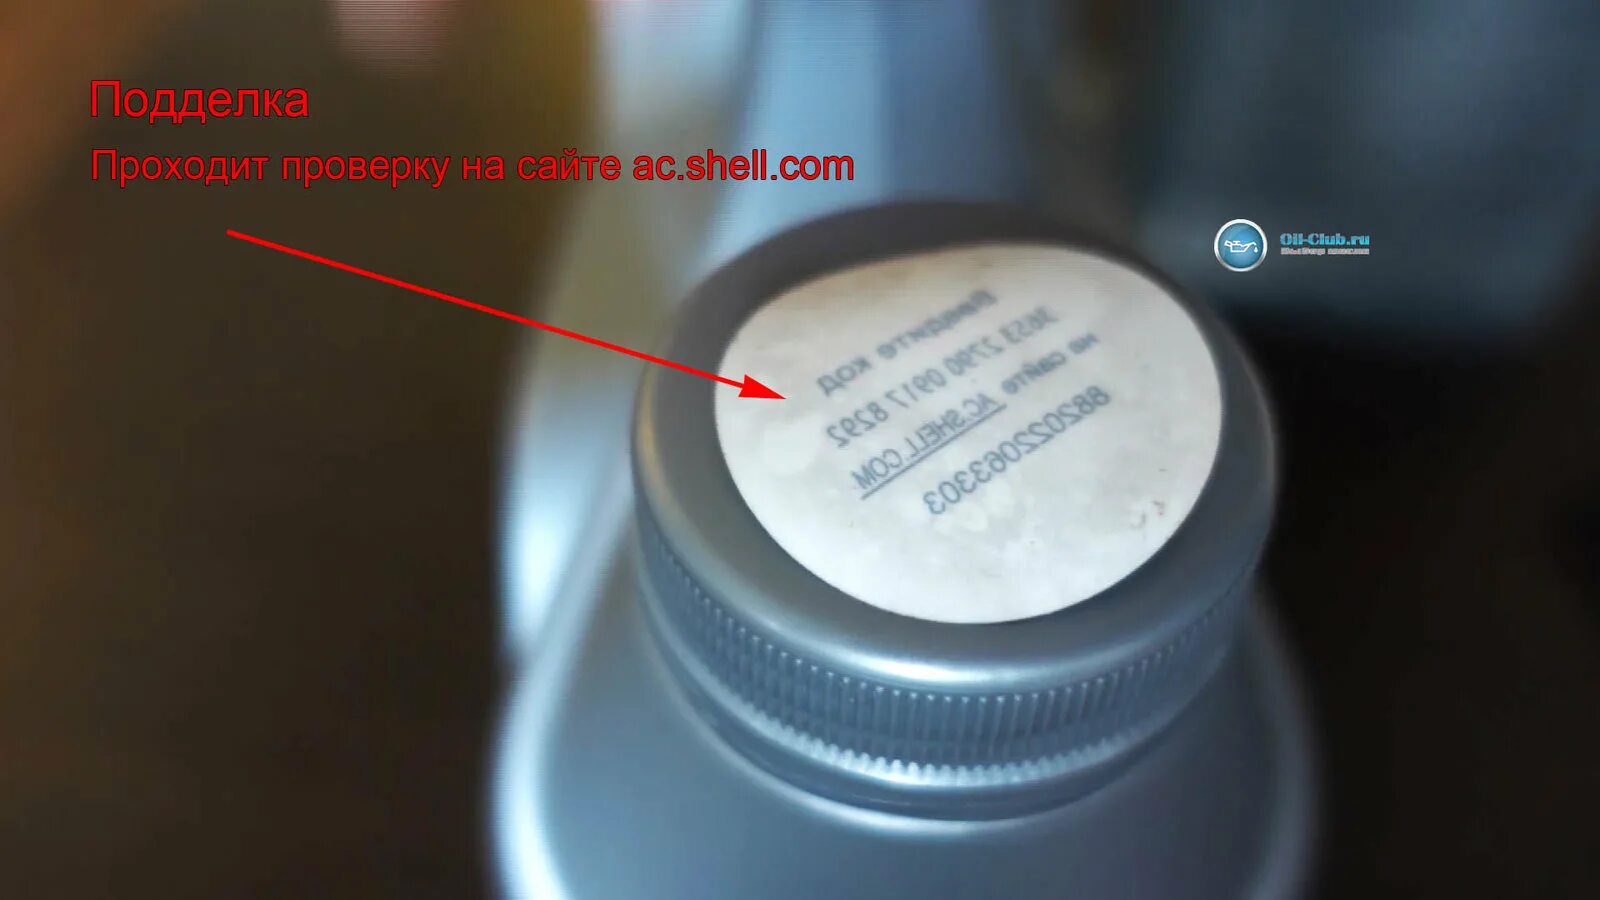 Подделка
Проходит проверку на сайте ac.shell.com
Oil-Club.ru
Введите код
3653 2790 0917 8292
на сайте AC.SHELL.COM.
882022063303